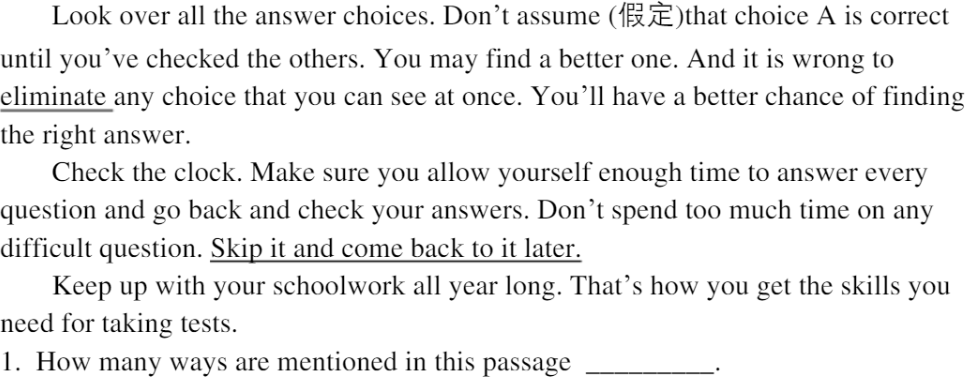 Look over all the answer choices. Don’t assume (假定)that choice A is correct
until you’ve checked the others. You may find a better one. And it is wrong to
eliminate any choice that you can see at once. You’ll have a better chance of finding
the right answer.
Check the clock. Make sure you allow yourself enough time to answer every
question and go back and check your answers. Don’t spend too much time on any
difficult question. Skip it and come back to it later.
Keep up with your schoolwork all year long. That’s how you get the skills you
need for taking tests.
1. How many ways are mentioned in this passage _________.